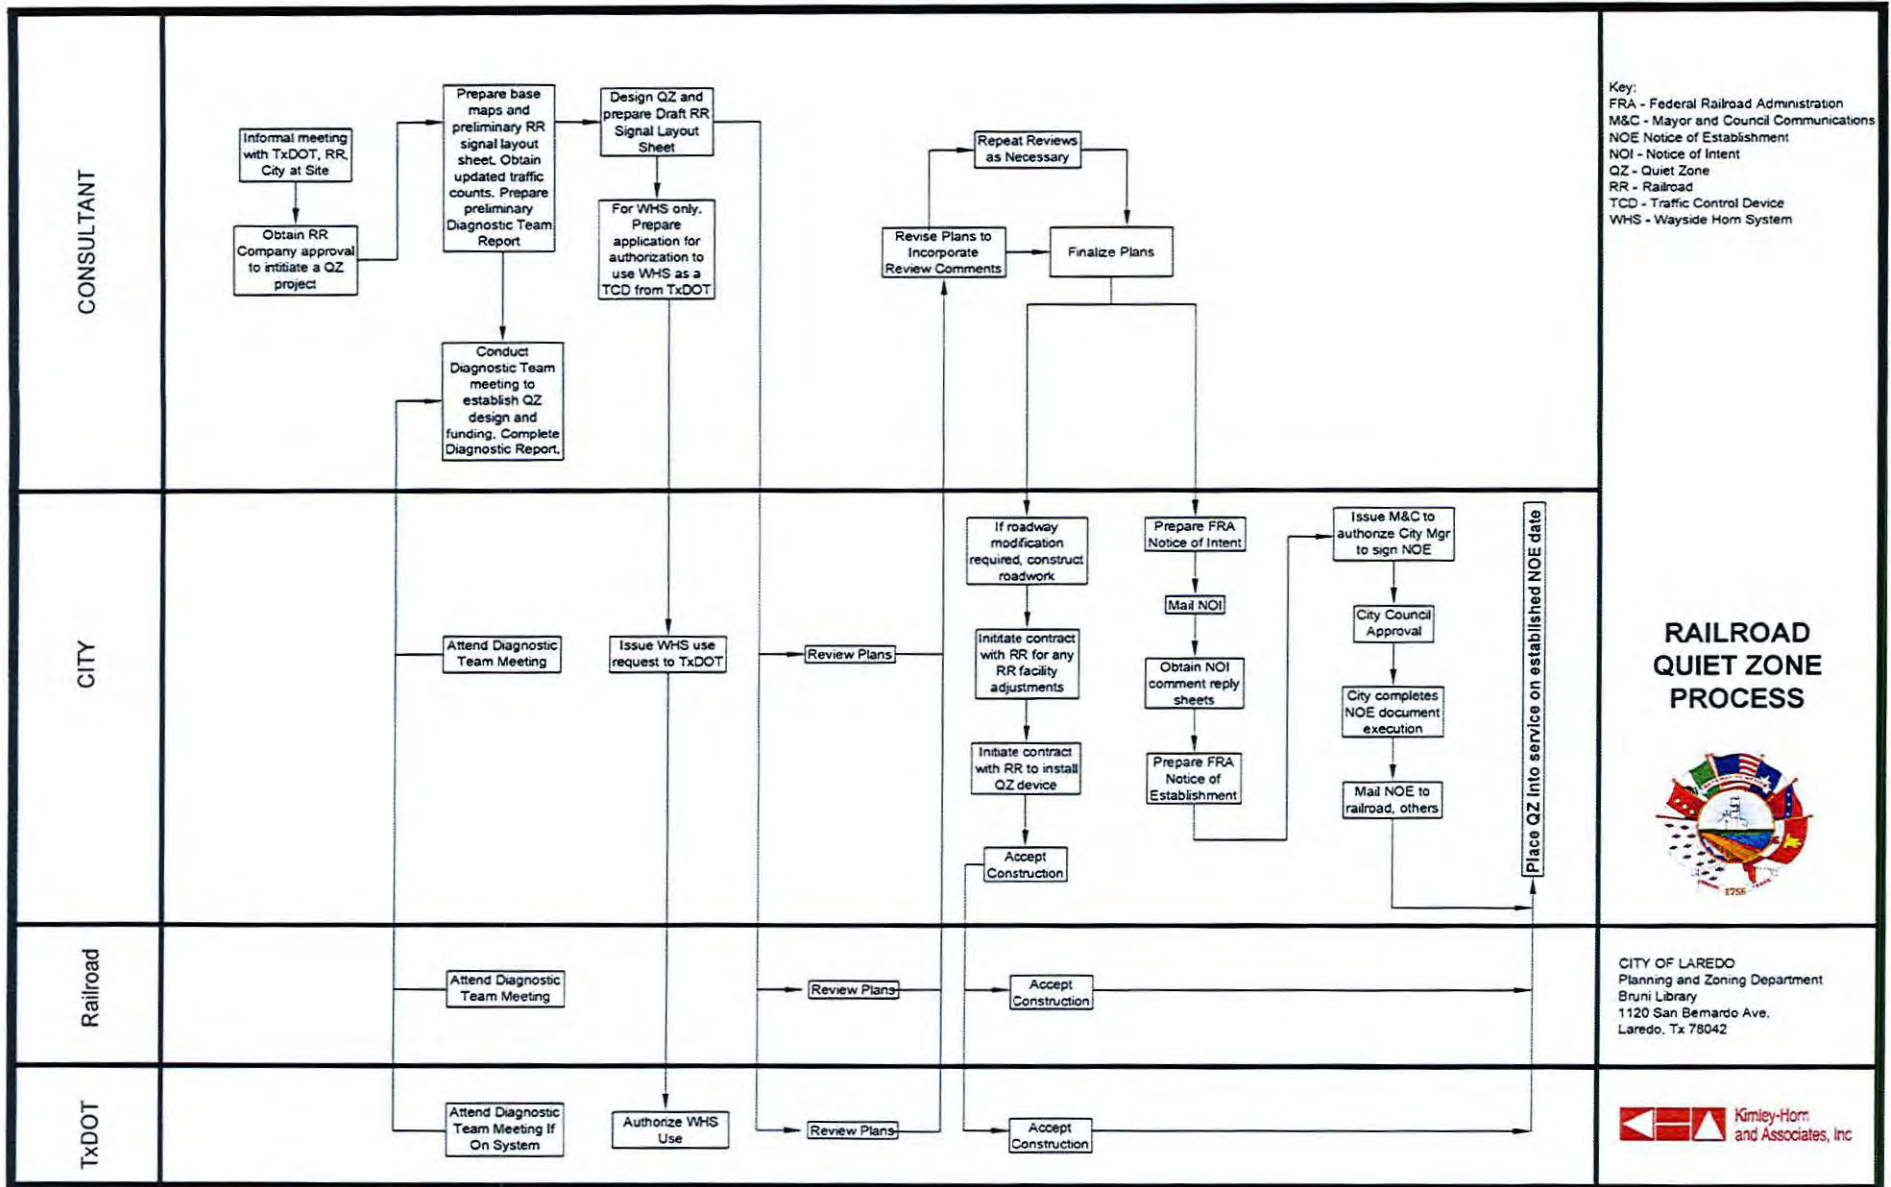 CONSULTANT
Informal meeting
with TxDOT, RR,
City at Site
Obtain RR
Company approval
to intitiate a QZ
project
Prepare base
maps and
preliminary RR
signal layout
sheet. Obtain
updated traffic
counts. Prepare
preliminary
Diagnostic Team
Report
Conduct
Diagnostic Team
meeting to
establish QZ
design and
funding. Complete
Diagnostic Report.
Design QZ and
prepare Draft RR
Signal Layout
Sheet
For WHS only.
Prepare
application for
authorization to
use WHS as a
TCD from TxDOT
Repeat Reviews
as Necessary
Revise Plans to
Incorporate
Review Comments
Finalize Plans
CITY
Attend Diagnostic
Team Meeting
Issue WHS use
request to TxDOT
Review Plans
If roadway
modification
required, construct
roadwork
Inititate contract
with RR for any
RR facility
adjustments
Initiate contract
with RR to install
QZ device
Accept
Construction
Prepare FRA
Notice of Intent
Mail NOI
Obtain NOI
comment reply
sheets
Prepare FRA
Notice of
Establishment
Issue M&C to
authorize City Mgr
to sign NOE
City Council
Approval
City completes
NOE document
execution
Mail NOE to
railroad, others
Place QZ Into service on established NOE date
Railroad
Attend Diagnostic
Team Meeting
Review Plans
Accept
Construction
TxDOT
Attend Diagnostic
Team Meeting If
On System
Authorize WHS
Use
Review Plans
Accept
Construction
Key:
FRA - Federal Railroad Administration
M&C - Mayor and Council Communications
NOE Notice of Establishment
NOI - Notice of Intent
QZ - Quiet Zone
RR - Railroad
TCD - Traffic Control Device
WHS - Wayside Horn System
RAILROAD
QUIET ZONE
PROCESS
1755
CITY OF LAREDO
Planning and Zoning Department
Bruni Library
1120 San Bernardo Ave.
Laredo, Tx 78042
Kimley-Horn
and Associates, Inc